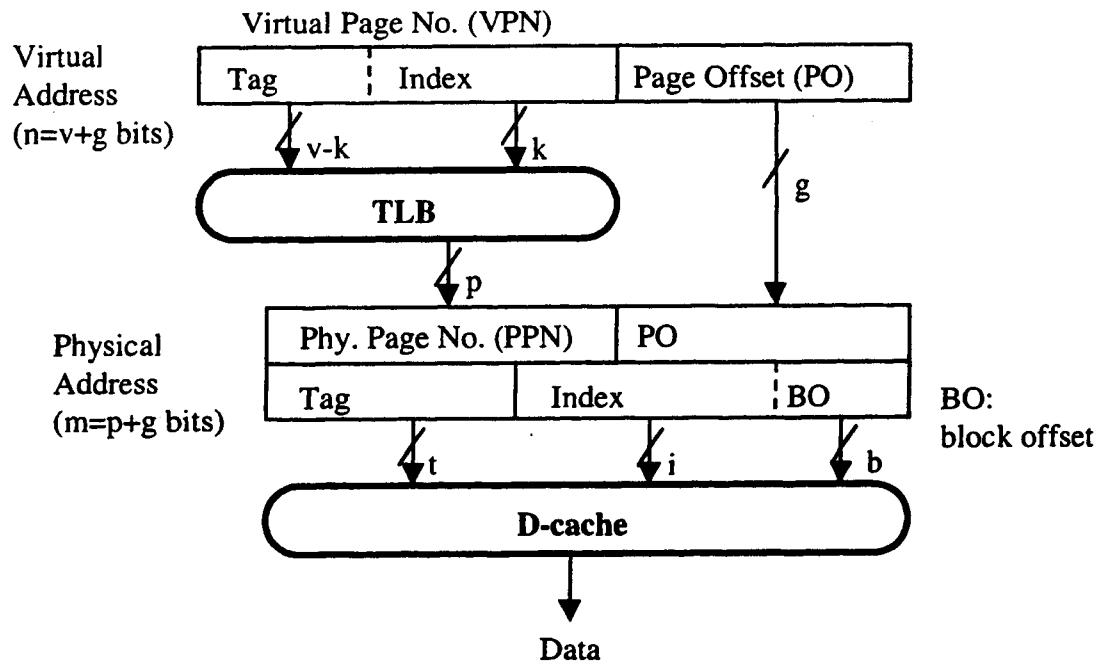 Virtual Page No. (VPN)
Virtual
Address
(n=v+g bits)
Tag
Index
Page Offset (PO)
v-k
k
g
TLB
p
Physical
Address
(m=p+g bits)
Phy. Page No. (PPN)
PO
Tag
Index
BO
BO:
block offset
t
i
b
D-cache
Data